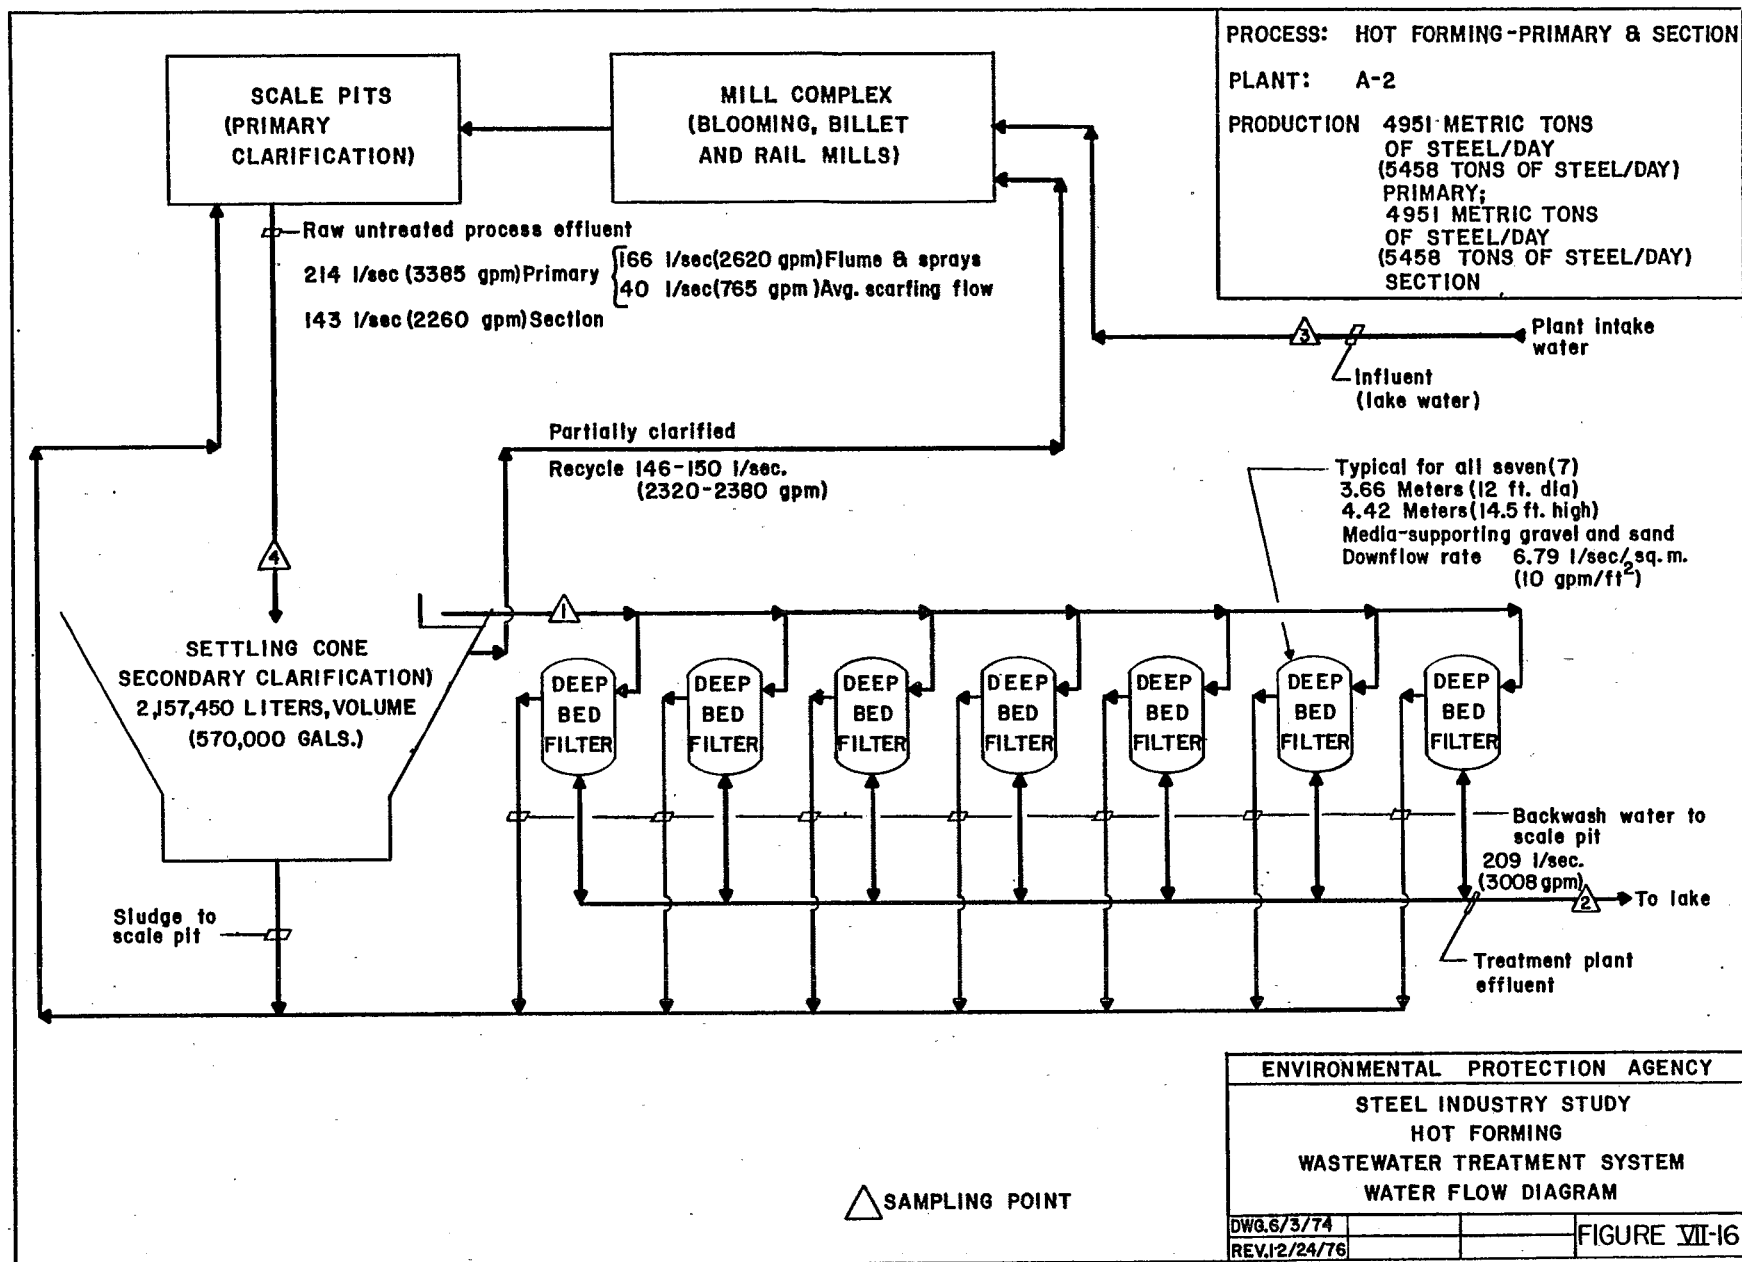 PROCESS: HOT FORMING-PRIMARY & SECTION
PLANT: A-2
PRODUCTION 4951 METRIC TONS
OF STEEL/DAY
(5458 TONS OF STEEL/DAY)
PRIMARY;
4951 METRIC TONS
OF STEEL/DAY
(5458 TONS OF STEEL/DAY)
SECTION
SCALE PITS
(PRIMARY
CLARIFICATION)
MILL COMPLEX
(BLOOMING, BILLET
AND RAIL MILLS)
Raw untreated process effluent
214 l/sec (3385 gpm) Primary
166 l/sec(2620 gpm) Flume & sprays
40 l/sec(765 gpm) Avg. scarfing flow
143 l/sec (2260 gpm) Section
3
Plant intake
water
Influent
(lake water)
Partially clarified
Recycle 146-150 l/sec.
(2320-2380 gpm)
Typical for all seven(7)
3.66 Meters (12 ft. dia)
4.42 Meters (14.5 ft. high)
Media-supporting gravel and sand
Downflow rate 6.79 l/sec/sq. m.
(10 gpm/ft2)
4
1
SETTLING CONE
SECONDARY CLARIFICATION)
2,157,450 LITERS, VOLUME
(570,000 GALS.)
DEEP
BED
FILTER
DEEP
BED
FILTER
DEEP
BED
FILTER
DEEP
BED
FILTER
DEEP
BED
FILTER
DEEP
BED
FILTER
DEEP
BED
FILTER
Backwash water to
scale pit
209 l/sec.
(3008 gpm)
2
To lake
Sludge to
scale pit
Treatment plant
effluent
SAMPLING POINT
ENVIRONMENTAL PROTECTION AGENCY
STEEL INDUSTRY STUDY
HOT FORMING
WASTEWATER TREATMENT SYSTEM
WATER FLOW DIAGRAM
DWG.6/3/74
REV.1-2/24/76
FIGURE VII-16